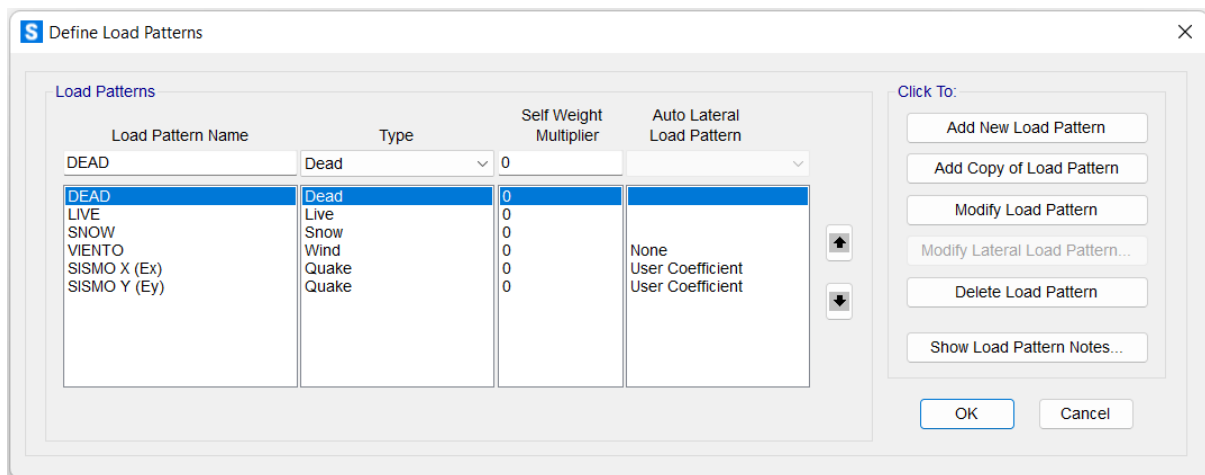 S Define Load Patterns
Load Patterns
Click To:
Load Pattern Name Type Self Weight Multiplier Auto Lateral Load Pattern
DEAD Dead 0
DEAD Dead 0
LIVE Live 0
SNOW Snow 0
VIENTO Wind 0 None
SISMO X (Ex) Quake 0 User Coefficient
SISMO Y (Ey) Quake 0 User Coefficient
Add New Load Pattern
Add Copy of Load Pattern
Modify Load Pattern
Modify Lateral Load Pattern...
Delete Load Pattern
Show Load Pattern Notes...
OK Cancel